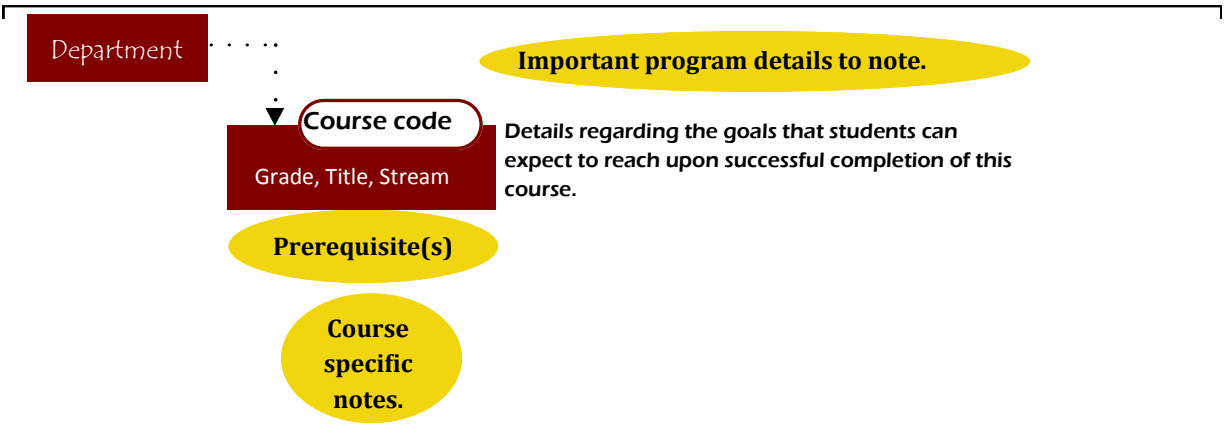 Department
Important program details to note.
Course code
Grade, Title, Stream
Details regarding the goals that students can
expect to reach upon successful completion of this
course.
Prerequisite(s)
Course
specific
notes.